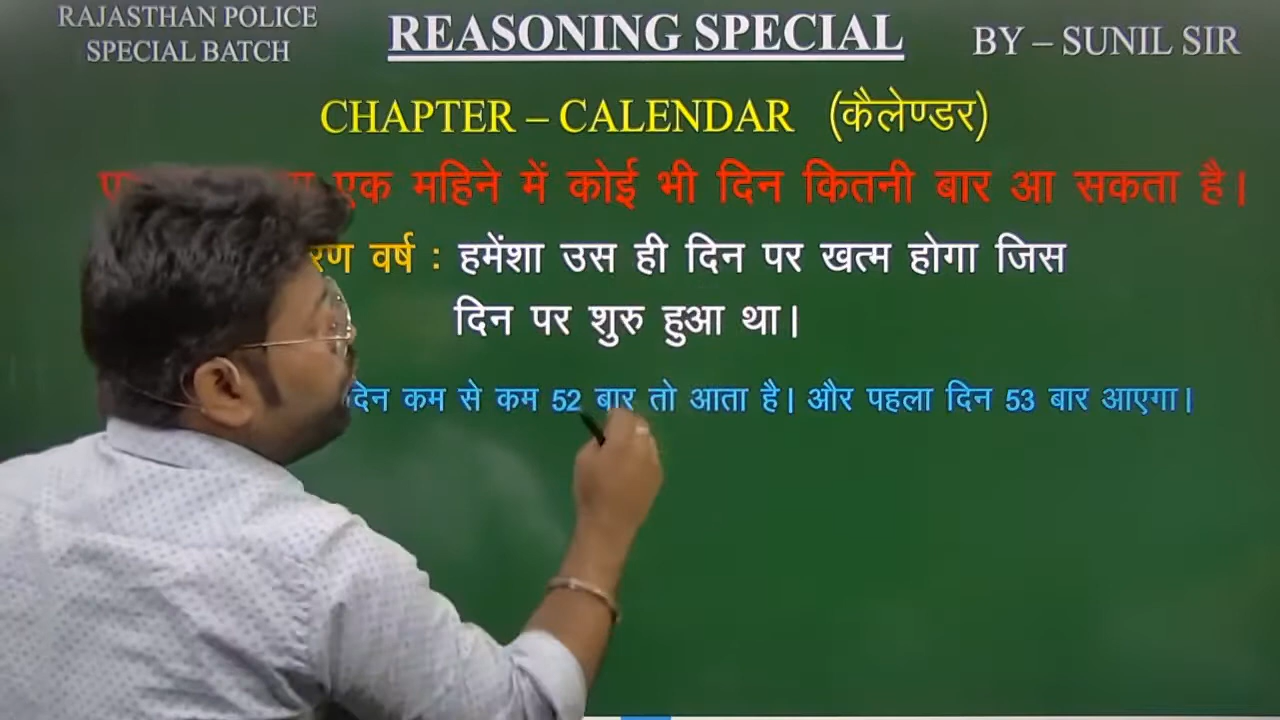 RAJASTHAN POLICE
SPECIAL BATCH
REASONING SPECIAL
BY – SUNIL SIR
CHAPTER – CALENDAR (कैलेण्डर)
एक महिने में कोई भी दिन कितनी बार आ सकता है।
वर्ष : हमेंशा उस ही दिन पर खत्म होगा जिस
दिन पर शुरु हुआ था।
दिन कम से कम 52 बार तो आता है। और पहला दिन 53 बार आएगा।